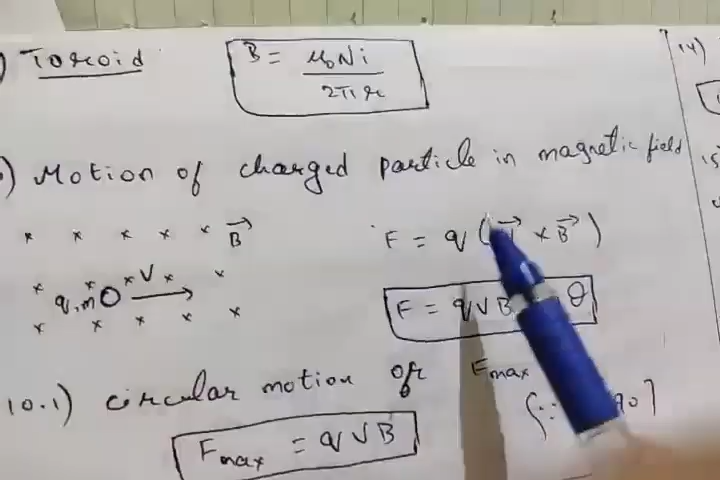 ) Toroid
B = μ₀Ni / 2πr
14)
) Motion of charged particle in magnetic field
× × × × × B⃗
F = q ( × B⃗ )
× × × V × ×
q, m
F = qVB θ
× × × × ×
10.1) circular motion of Fmax
(∵ 90]
Fmax = qVB